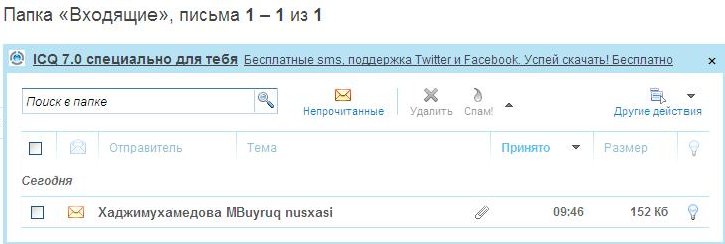 Папка «Входящие», письма 1 – 1 из 1
ICQ 7.0 специально для тебя Бесплатные sms, поддержка Twitter и Facebook. Успей скачать! Бесплатно
Поиск в папке Непрочитанные Удалить Спам! Другие действия
Отправитель Тема Принято Размер
Сегодня
Хаджимухамедова MBuyruq nusxasi 09:46 152 Кб